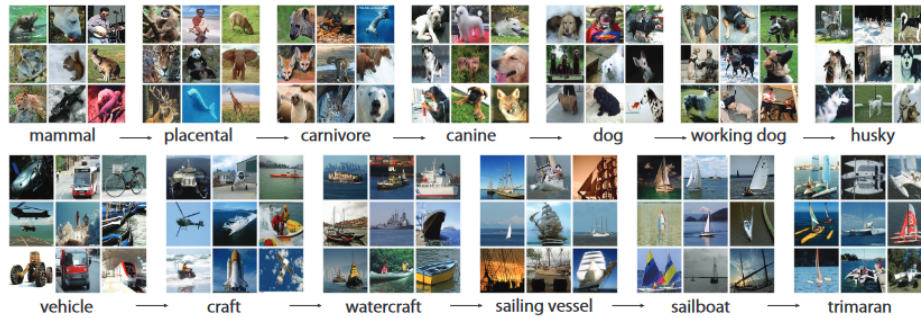 mammal → placental → carnivore → canine → dog → working dog → husky
vehicle → craft → watercraft → sailing vessel → sailboat → trimaran